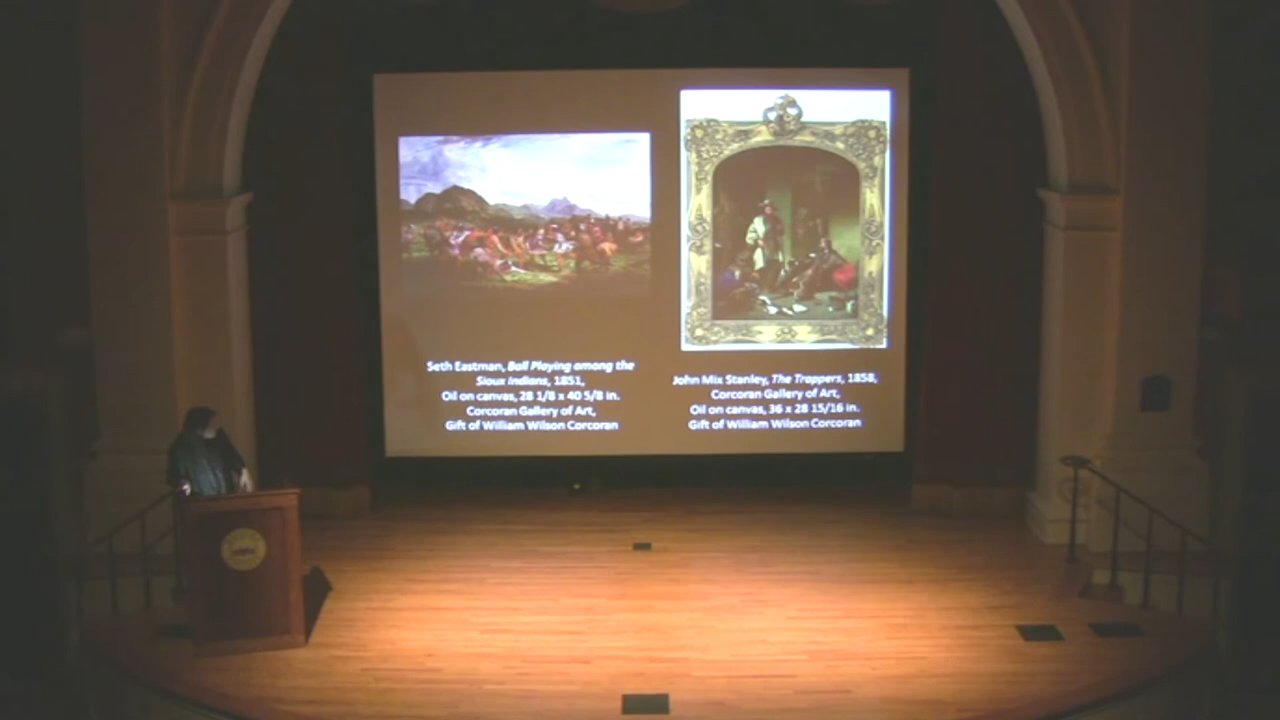 Seth Eastman, Ball Playing among the
Sioux Indians, 1851,
Oil on canvas, 28 1/8 x 40 5/8 in.
Corcoran Gallery of Art,
Gift of William Wilson Corcoran
John Mix Stanley, The Trappers, 1858,
Corcoran Gallery of Art,
Oil on canvas, 36 x 28 15/16 in.
Gift of William Wilson Corcoran